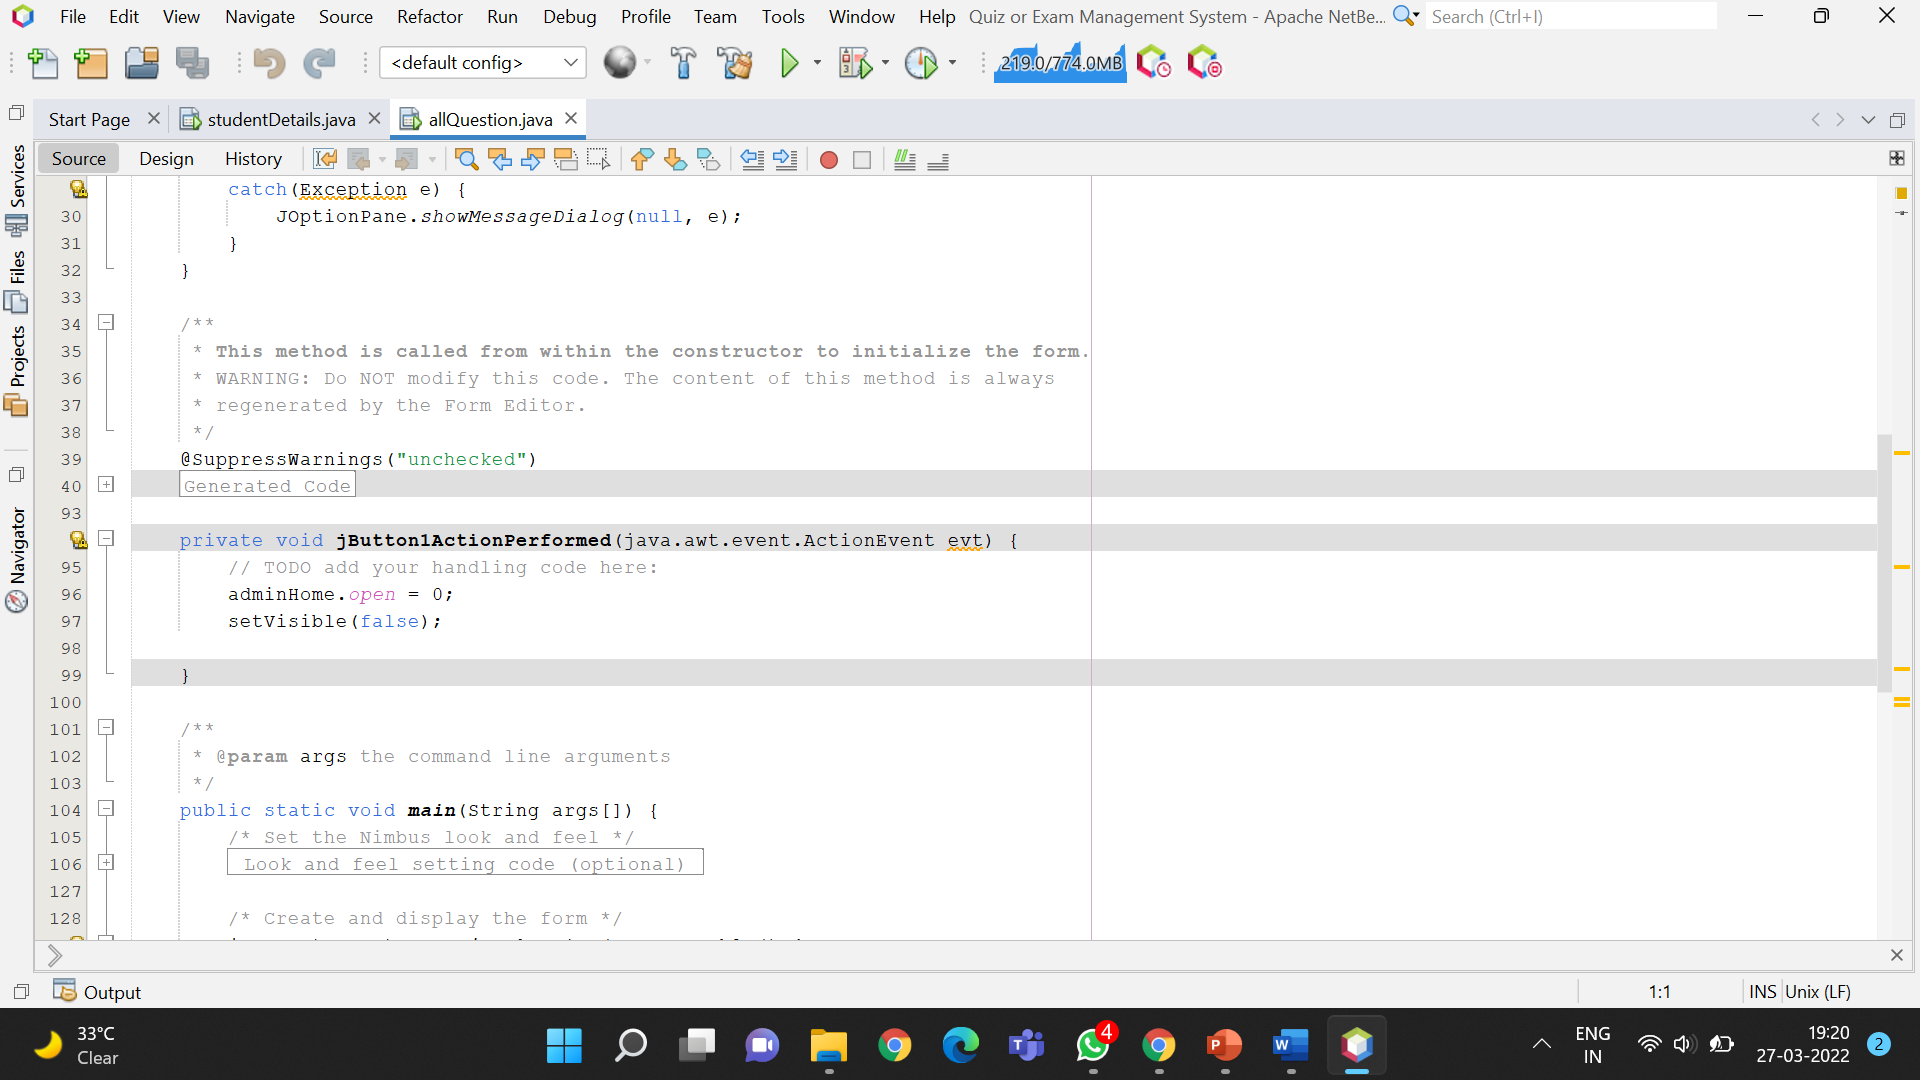 File Edit View Navigate Source Refactor Run Debug Profile Team Tools Window Help Quiz or Exam Management System - Apache NetBe... Search (Ctrl+I)
<default config> 219.0/774.0MB
Start Page studentDetails.java allQuestion.java
Source Design History
Services
Files
Projects
Navigator
catch(Exception e) {
30 JOptionPane.showMessageDialog(null, e);
31 }
32 }
33
34 /**
35 * This method is called from within the constructor to initialize the form.
36 * WARNING: Do NOT modify this code. The content of this method is always
37 * regenerated by the Form Editor.
38 */
39 @SuppressWarnings("unchecked")
40 Generated Code
93
private void jButton1ActionPerformed(java.awt.event.ActionEvent evt) {
95 // TODO add your handling code here:
96 adminHome.open = 0;
97 setVisible(false);
98
99 }
100
101 /**
102 * @param args the command line arguments
103 */
104 public static void main(String args[]) {
105 /* Set the Nimbus look and feel */
106 Look and feel setting code (optional)
127
128 /* Create and display the form */
Output 1:1 INS Unix (LF)
33°C
Clear
4
ENG
IN
19:20
27-03-2022
2